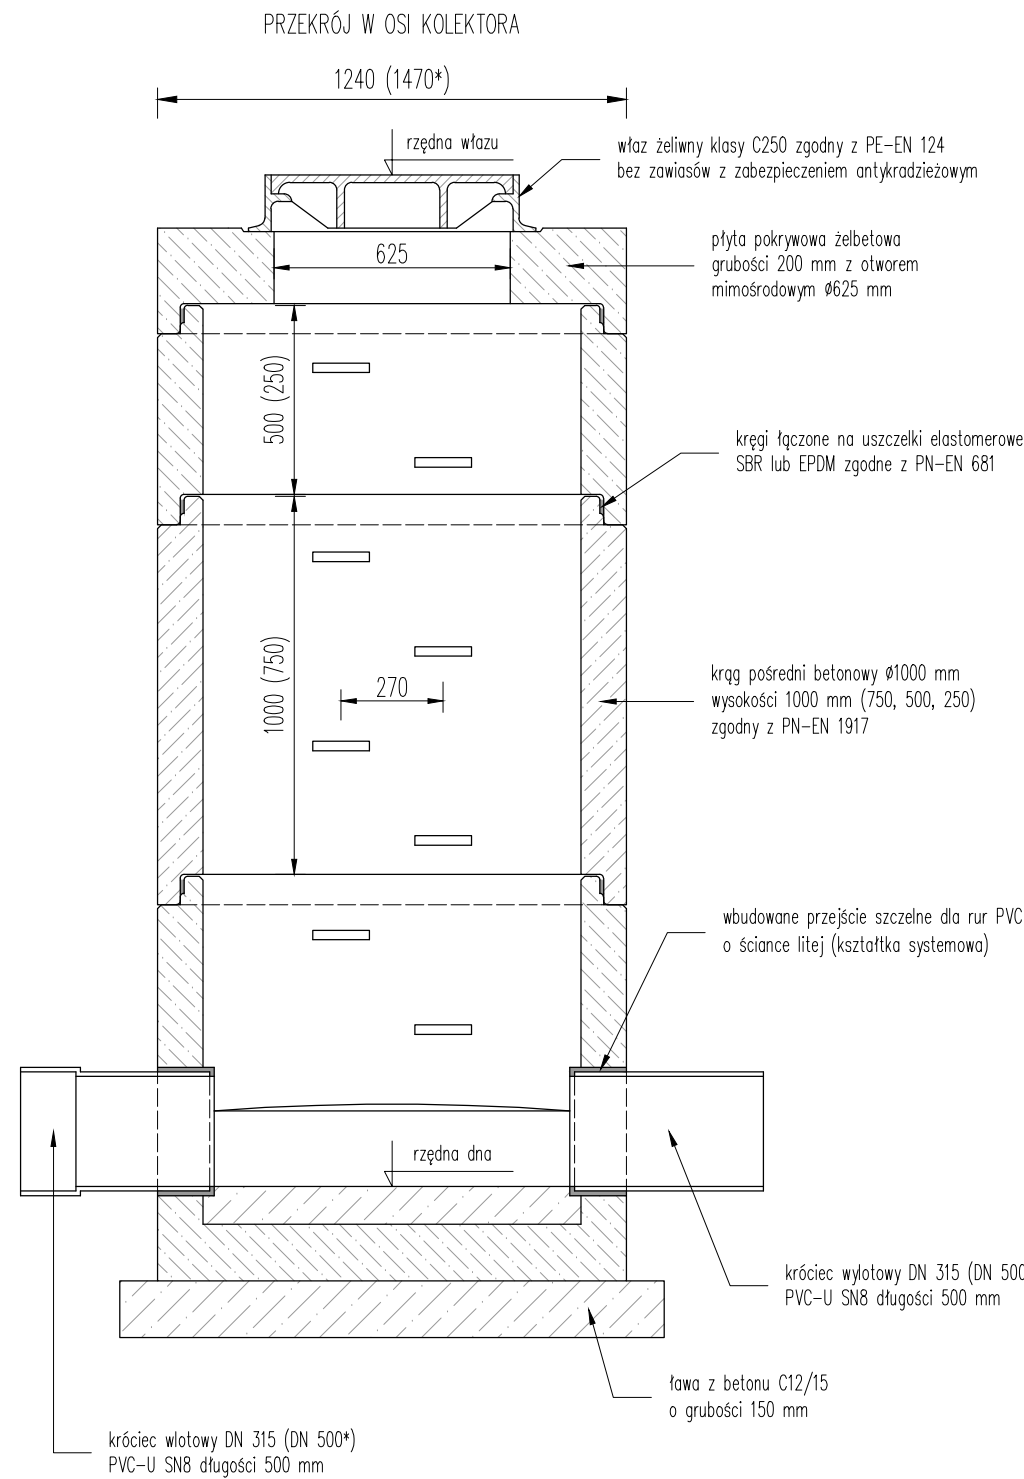 PRZEKRÓJ W OSI KOLEKTORA
1240 (1470*)
rzędna włazu
właz żeliwny klasy C250 zgodny z PE-EN 124
bez zawiasów z zabezpieczeniem antykradzieżowym
625
płyta pokrywowa żelbetowa
grubości 200 mm z otworem
mimośrodowym Ø625 mm
500 (250)
kręgi łączone na uszczelki elastomerowe
SBR lub EPDM zgodne z PN-EN 681
1000 (750)
270
krąg pośredni betonowy Ø1000 mm
wysokości 1000 mm (750, 500, 250)
zgodny z PN-EN 1917
wbudowane przejście szczelne dla rur PVC
o ściance litej (kształtka systemowa)
rzędna dna
króciec wylotowy DN 315 (DN 500
PVC-U SN8 długości 500 mm
ława z betonu C12/15
o grubości 150 mm
króciec wlotowy DN 315 (DN 500*)
PVC-U SN8 długości 500 mm